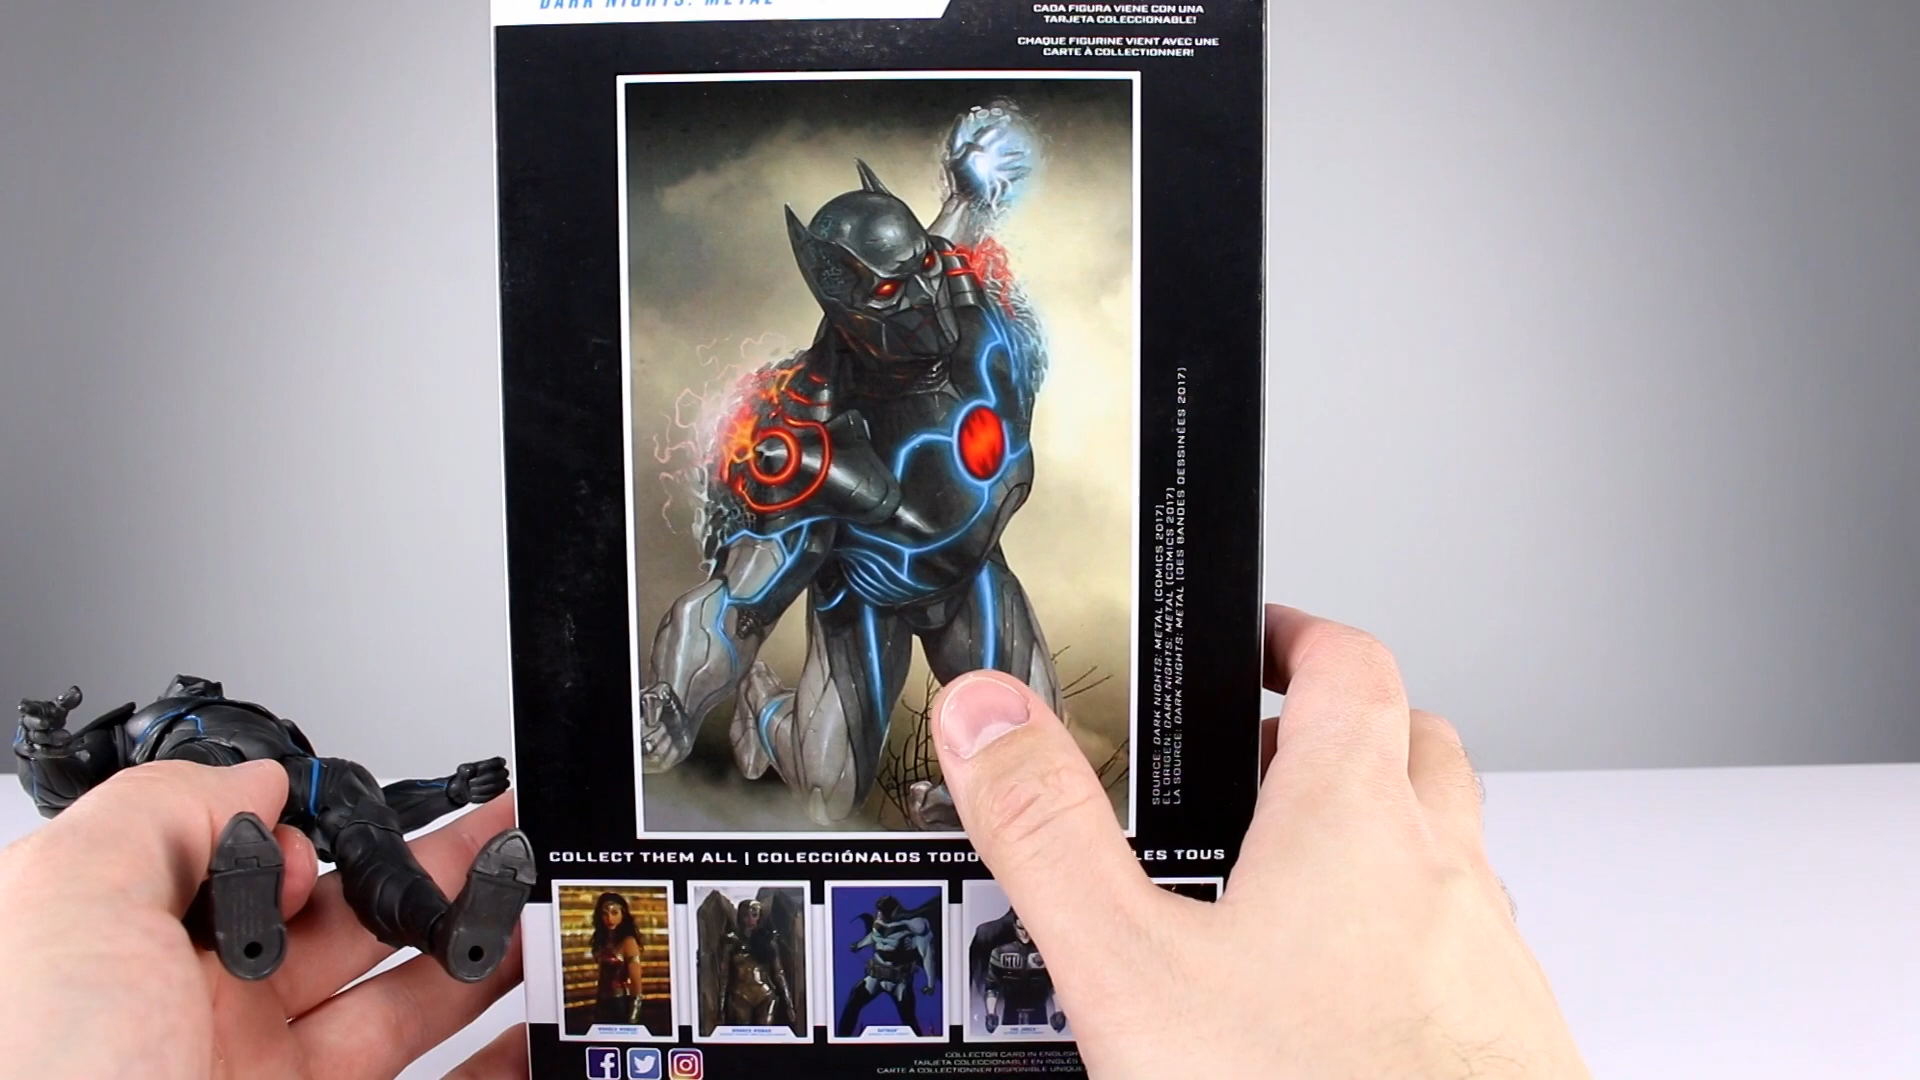 DARK NIGHTS: METAL
CADA FIGURA VIENE CON UNA
TARJETA COLECCIONABLE!
CHAQUE FIGURINE VIENT AVEC UNE
CARTE À COLLECTIONNER!
SOURCE: DARK NIGHTS: METAL [COMICS 2017]
EL ORIGEN: DARK NIGHTS: METAL [COMICS 2017]
LA SOURCE: DARK NIGHTS: METAL [DES BANDES DESSINÉES 2017]
COLLECT THEM ALL | COLECCIÓNALOS TODO LES TOUS
WONDER WOMAN
WONDER WOMAN
BATMAN
THE JOKER
GTU
COLLECTOR CARD IN ENGLISH
TARJETA COLECCIONABLE EN INGLÉS
CARTE À COLLECTIONNER DISPONIBLE UNIQUE